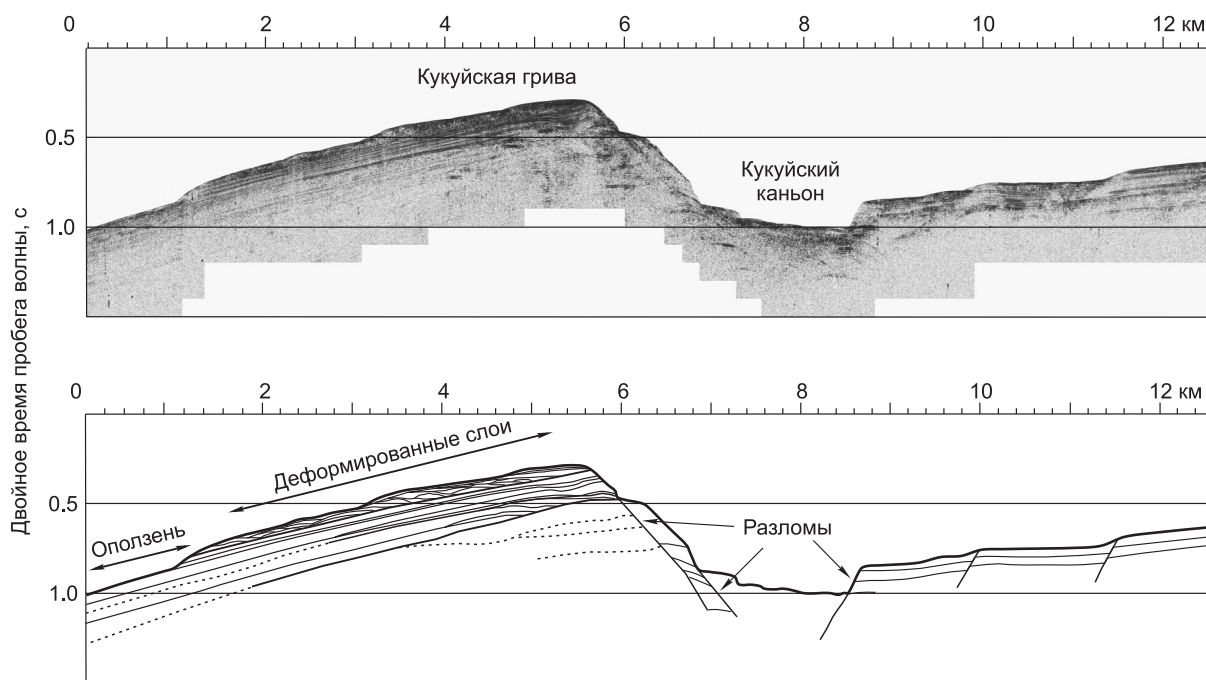 0 2 4 6 8 10 12 км
Кукуйская грива
0.5
Кукуйский
каньон
1.0
Двойное время пробега волны, с
0 2 4 6 8 10 12 км
Деформированные слои
0.5
Оползень
Разломы
1.0